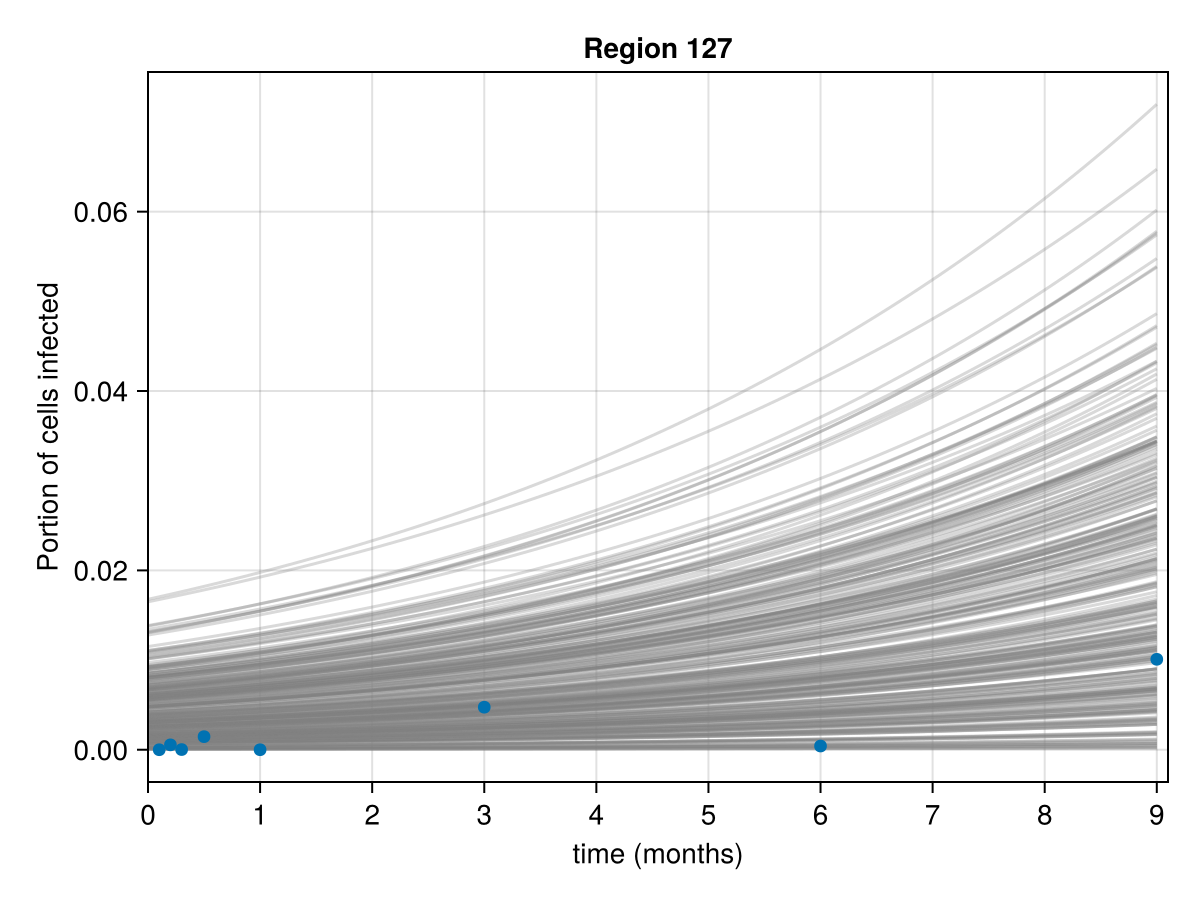 Region 127
Portion of cells infected
0.06
0.04
0.02
0.00
0 1 2 3 4 5 6 7 8 9
time (months)